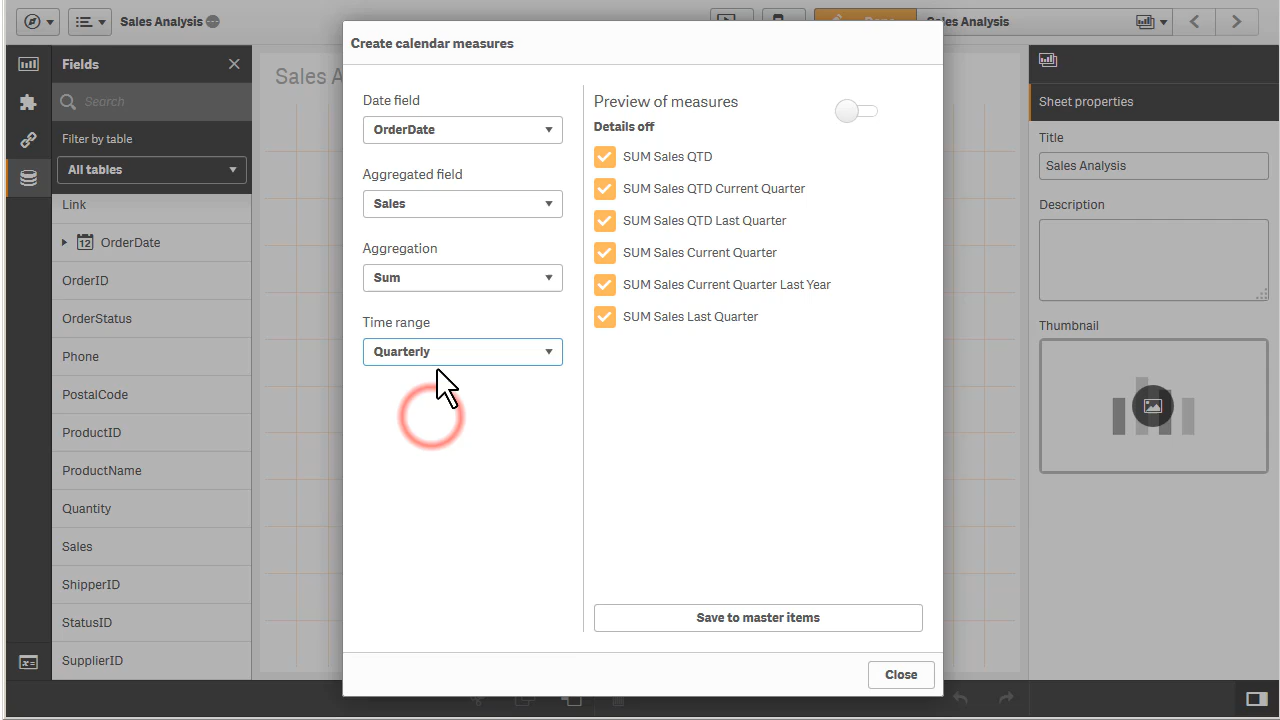 Sales Analysis
Done
Sales Analysis
Fields
Search
Filter by table
All tables
Link
12
OrderDate
OrderID
OrderStatus
Phone
PostalCode
ProductID
ProductName
Quantity
Sales
ShipperID
StatusID
SupplierID
Sales A
Create calendar measures
Date field
OrderDate
Aggregated field
Sales
Aggregation
Sum
Time range
Quarterly
Preview of measures
Details off
SUM Sales QTD
SUM Sales QTD Current Quarter
SUM Sales QTD Last Quarter
SUM Sales Current Quarter
SUM Sales Current Quarter Last Year
SUM Sales Last Quarter
Save to master items
Close
Sheet properties
Title
Sales Analysis
Description
Thumbnail